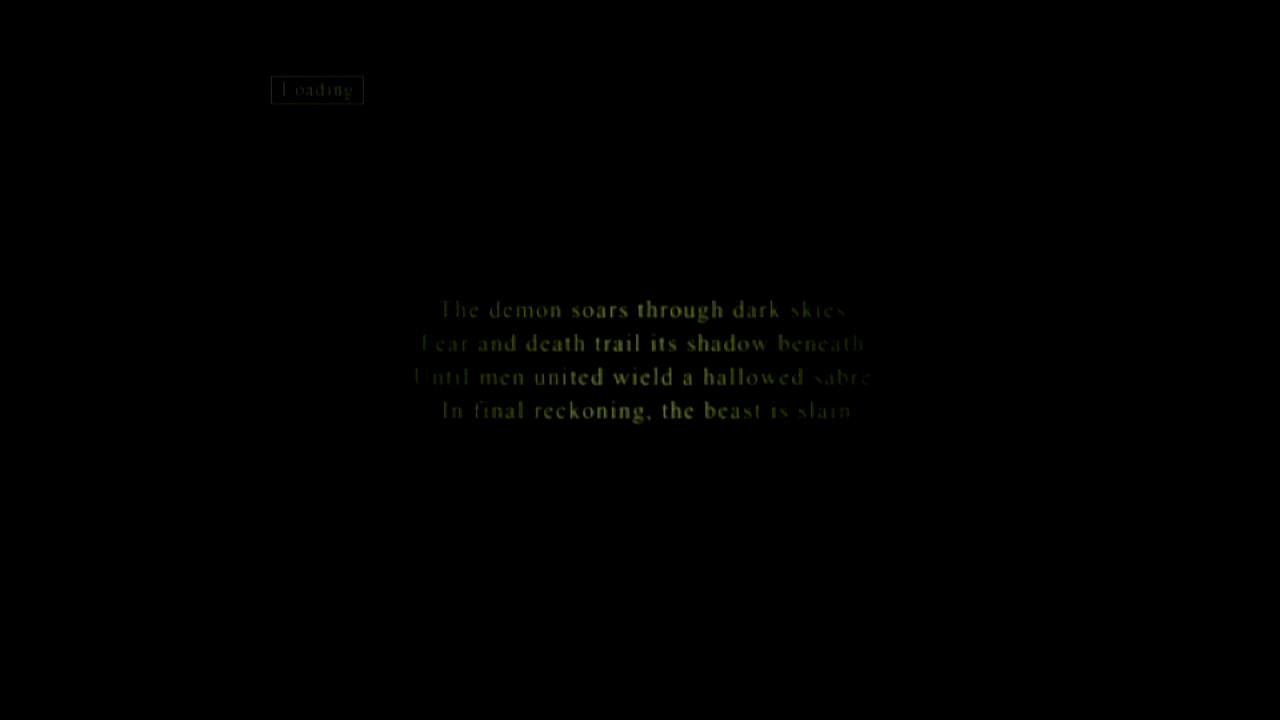 Loading
The demon soars through dark skies
Fear and death trail its shadow beneath
Until men united wield a hallowed sabre
In final reckoning, the beast is slain